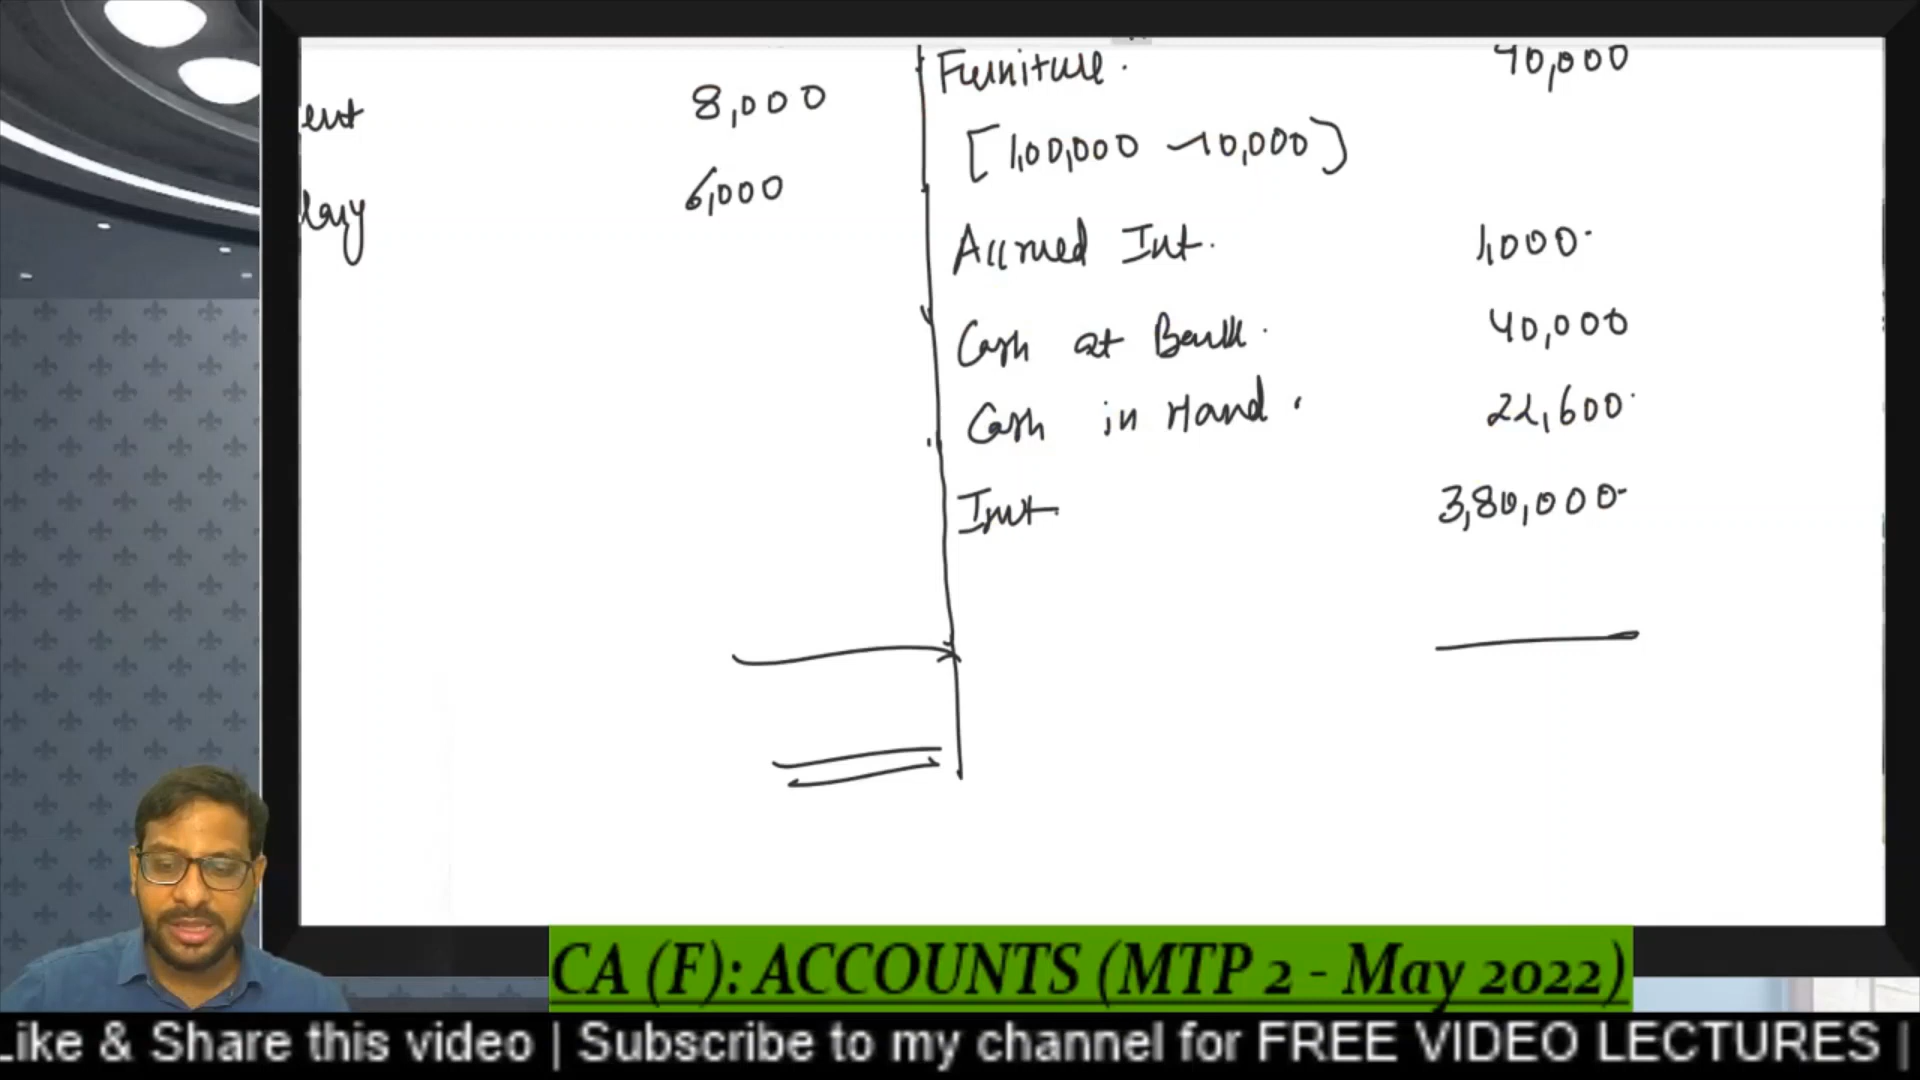 ent 8,000
lary 6,000
Furniture. 90,000
[1,00,000 - 10,000]
Accrued Int. 1,000
Cash at Bank. 40,000
Cash in Hand. 22,600
Invt. 3,80,000
CA (F): ACCOUNTS (MTP 2 - May 2022)
Like & Share this video | Subscribe to my channel for FREE VIDEO LECTURES |